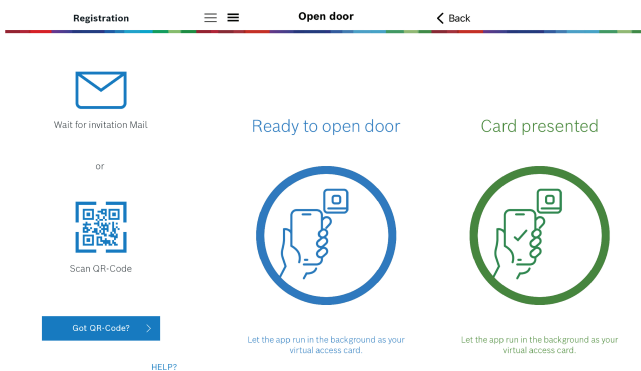 Registration
Wait for invitation Mail
or
Scan QR-Code
Got QR-Code?
HELP?
Open door
Ready to open door
Let the app run in the background as your
virtual access card.
Back
Card presented
Let the app run in the background as your
virtual access card.